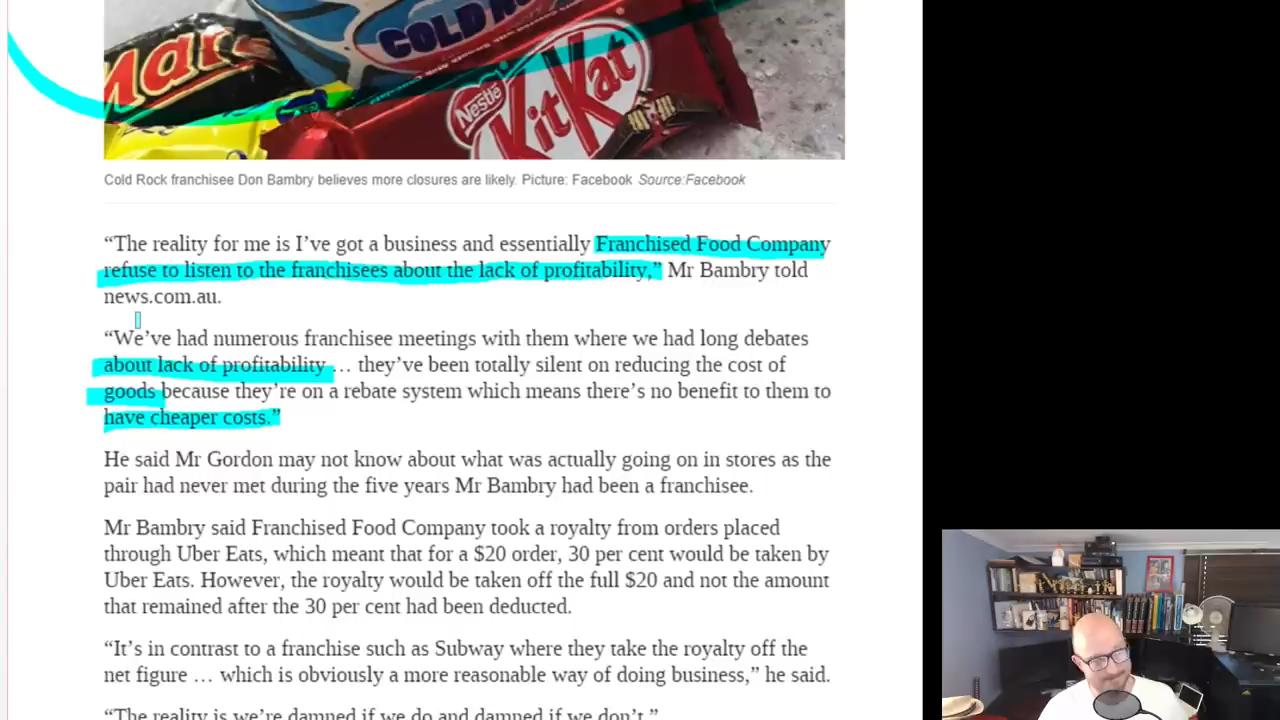 Mars
COLD RO
Nestle
KitKat
Cold Rock franchisee Don Bambry believes more closures are likely. Picture: Facebook Source:Facebook
“The reality for me is I’ve got a business and essentially Franchised Food Company
refuse to listen to the franchisees about the lack of profitability,” Mr Bambry told
news.com.au.
“We’ve had numerous franchisee meetings with them where we had long debates
about lack of profitability … they’ve been totally silent on reducing the cost of
goods because they’re on a rebate system which means there’s no benefit to them to
have cheaper costs.”
He said Mr Gordon may not know about what was actually going on in stores as the
pair had never met during the five years Mr Bambry had been a franchisee.
Mr Bambry said Franchised Food Company took a royalty from orders placed
through Uber Eats, which meant that for a $20 order, 30 per cent would be taken by
Uber Eats. However, the royalty would be taken off the full $20 and not the amount
that remained after the 30 per cent had been deducted.
“It’s in contrast to a franchise such as Subway where they take the royalty off the
net figure … which is obviously a more reasonable way of doing business,” he said.
“The reality is we’re damned if we do and damned if we don’t.”